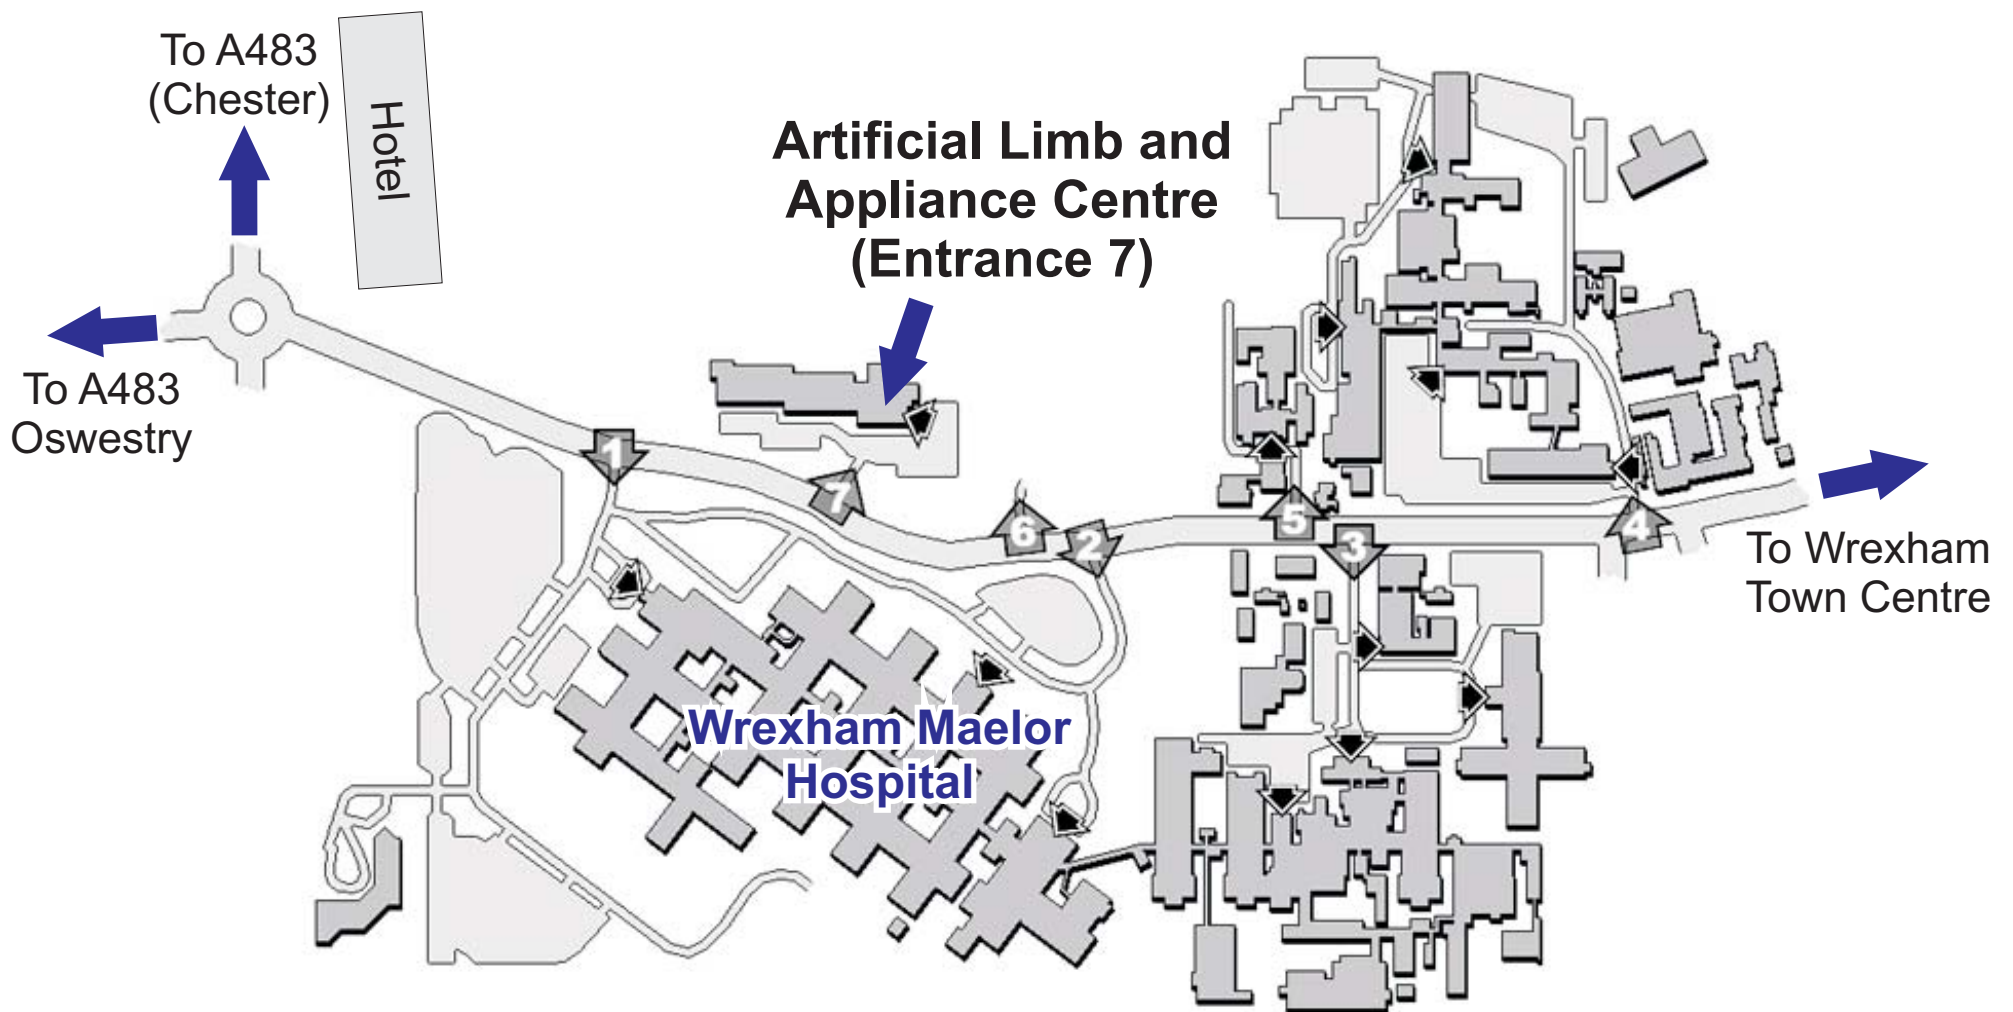 To A483
(Chester)
Hotel
Artificial Limb and
Appliance Centre
(Entrance 7)
To A483
Oswestry
1
7
6
2
5
3
4
To Wrexham
Town Centre
Wrexham Maelor
Hospital